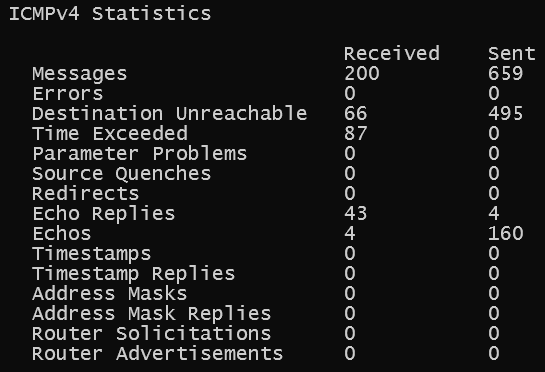 ICMPv4 Statistics
Received Sent
Messages 200 659
Errors 0 0
Destination Unreachable 66 495
Time Exceeded 87 0
Parameter Problems 0 0
Source Quenches 0 0
Redirects 0 0
Echo Replies 43 4
Echos 4 160
Timestamps 0 0
Timestamp Replies 0 0
Address Masks 0 0
Address Mask Replies 0 0
Router Solicitations 0 0
Router Advertisements 0 0